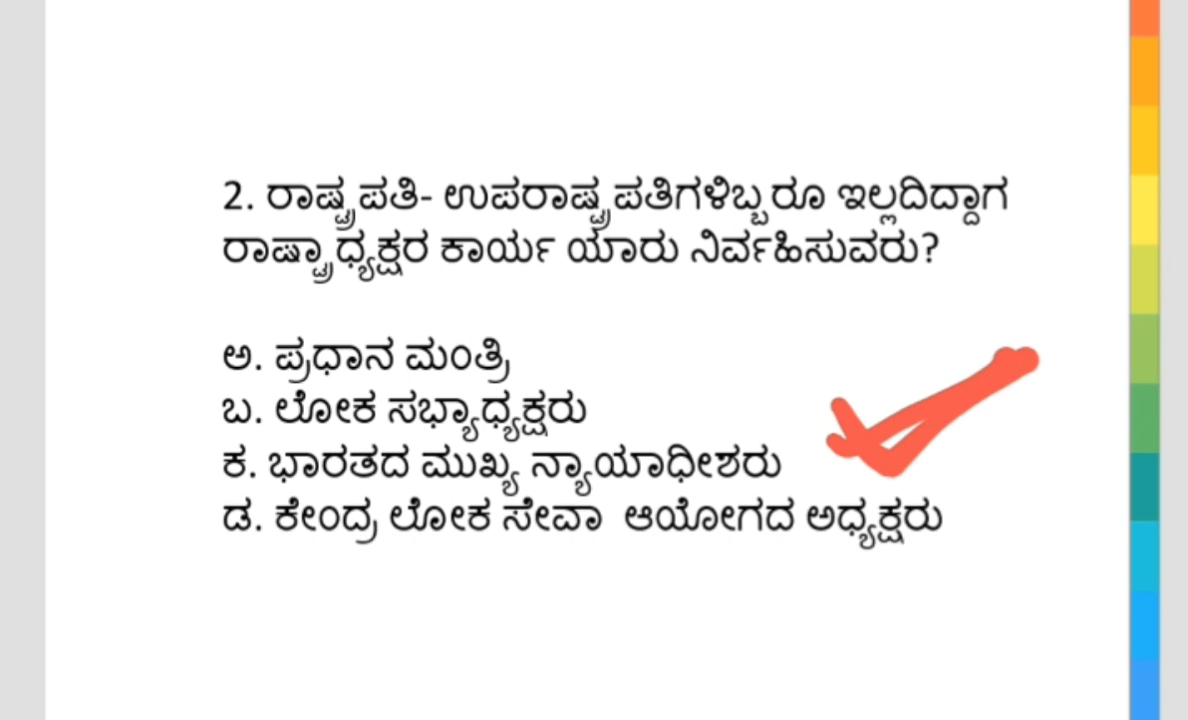 2. ರಾಷ್ಟ್ರಪತಿ- ಉಪರಾಷ್ಟ್ರಪತಿಗಳಿಬ್ಬರೂ ಇಲ್ಲದಿದ್ದಾಗ
ರಾಷ್ಟ್ರಾಧ್ಯಕ್ಷರ ಕಾರ್ಯ ಯಾರು ನಿರ್ವಹಿಸುವರು?
ಅ. ಪ್ರಧಾನ ಮಂತ್ರಿ
ಬ. ಲೋಕ ಸಭ್ಯಾಧ್ಯಕ್ಷರು
ಕ. ಭಾರತದ ಮುಖ್ಯ ನ್ಯಾಯಾಧೀಶರು
ಡ. ಕೇಂದ್ರ ಲೋಕ ಸೇವಾ ಆಯೋಗದ ಅಧ್ಯಕ್ಷರು